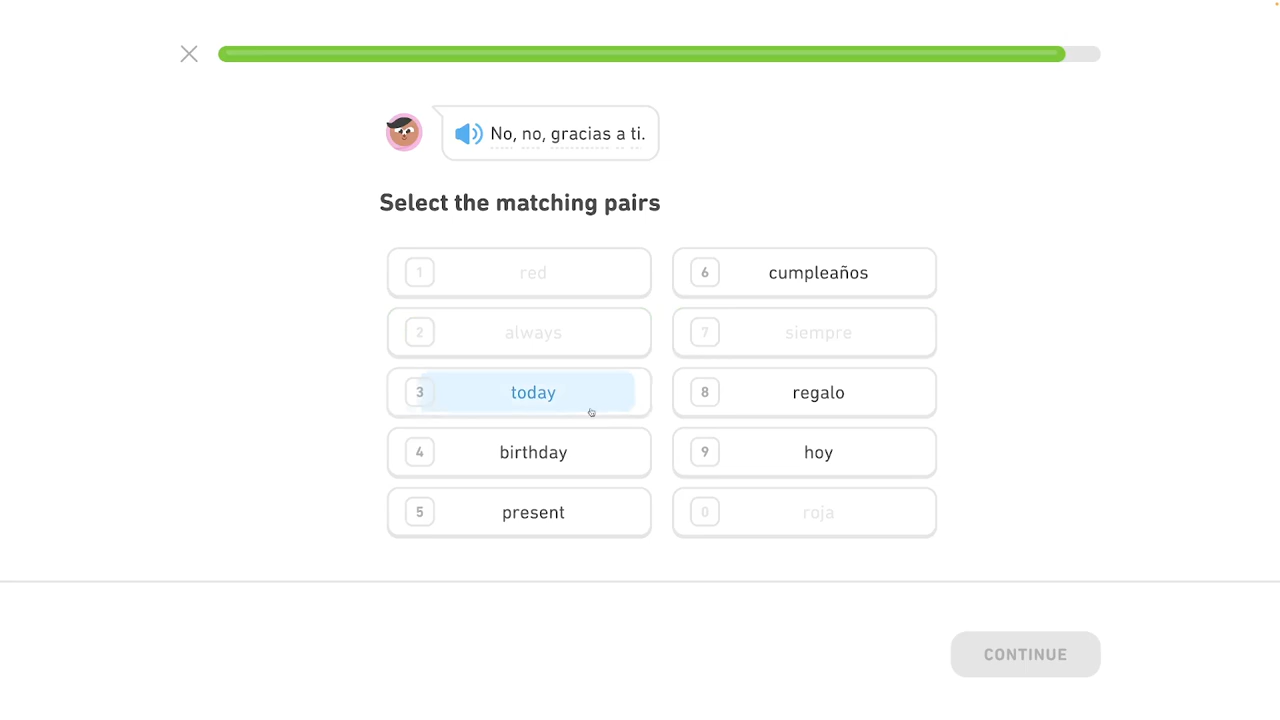 No, no, gracias a ti.
Select the matching pairs
1 red
6 cumpleaños
2 always
7 siempre
3 today
8 regalo
4 birthday
9 hoy
5 present
0 roja
CONTINUE